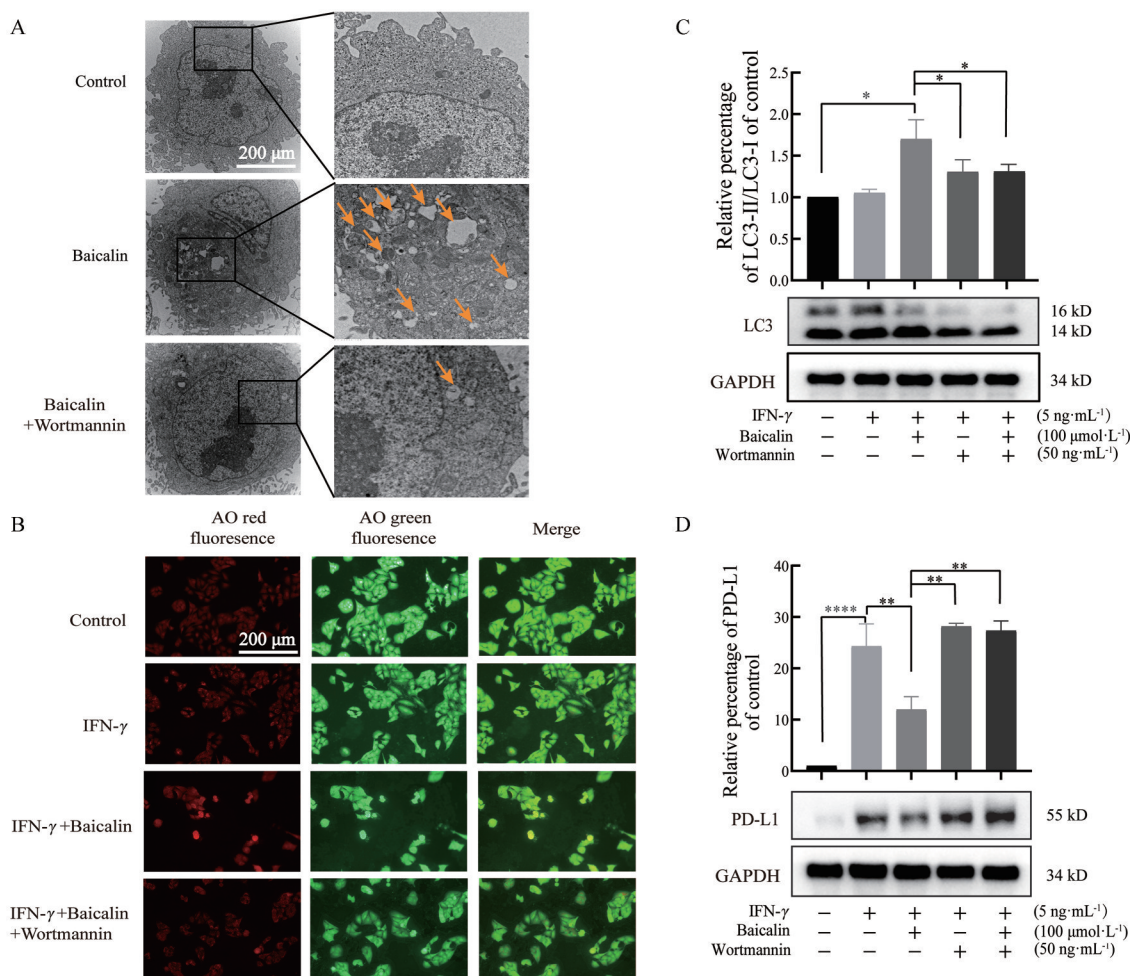 A
Control
200 μm
Baicalin
Baicalin
+Wortmannin
B
AO red
fluoresence
AO green
fluoresence
Merge
Control
200 μm
IFN-γ
IFN-γ+Baicalin
IFN-γ+Baicalin
+Wortmannin
C
Relative percentage
of LC3-II/LC3-I of control
2.5
2.0
1.5
1.0
0.5
0.0
*
*
*
LC3
16 kD
14 kD
GAPDH
34 kD
IFN-γ − + + + + (5 ng·mL⁻¹)
Baicalin − − + − + (100 μmol·L⁻¹)
Wortmannin − − − + + (50 ng·mL⁻¹)
D
Relative percentage of PD-L1
of control
40
30
20
10
0
****
**
**
**
PD-L1
55 kD
GAPDH
34 kD
IFN-γ − + + + + (5 ng·mL⁻¹)
Baicalin − − + − + (100 μmol·L⁻¹)
Wortmannin − − − + + (50 ng·mL⁻¹)